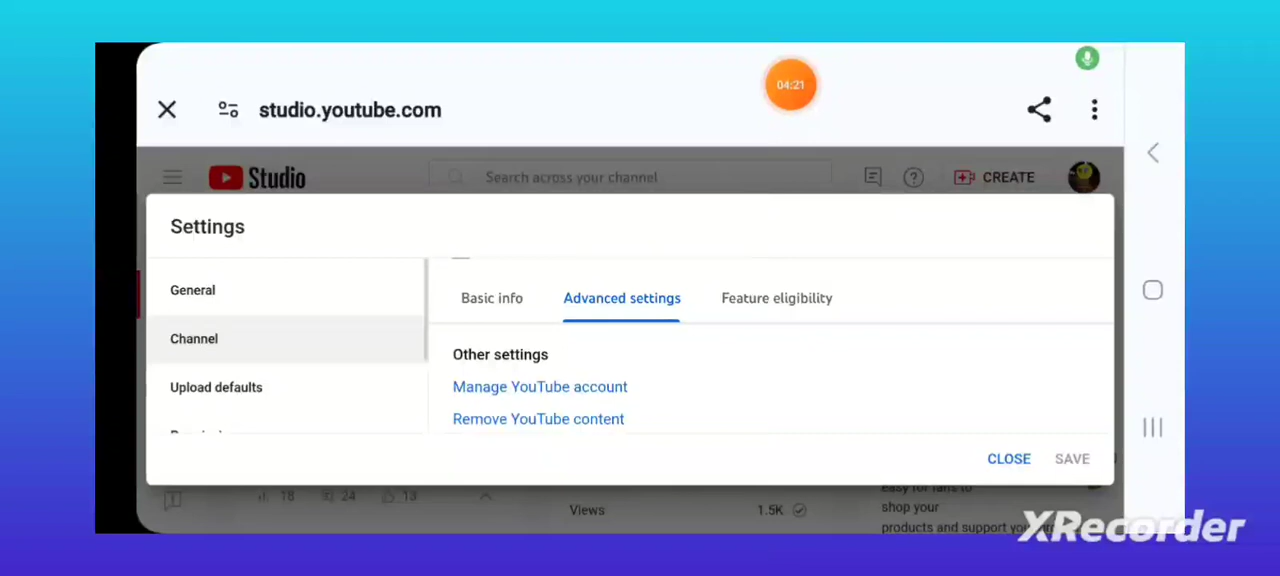 04:21
studio.youtube.com
Studio
Search across your channel
CREATE
Settings
General
Basic info
Advanced settings
Feature eligibility
Channel
Other settings
Upload defaults
Manage YouTube account
Remove YouTube content
CLOSE
SAVE
18
24
13
Views
1.5K
easy for fans to
shop your
products and support
XRecorder